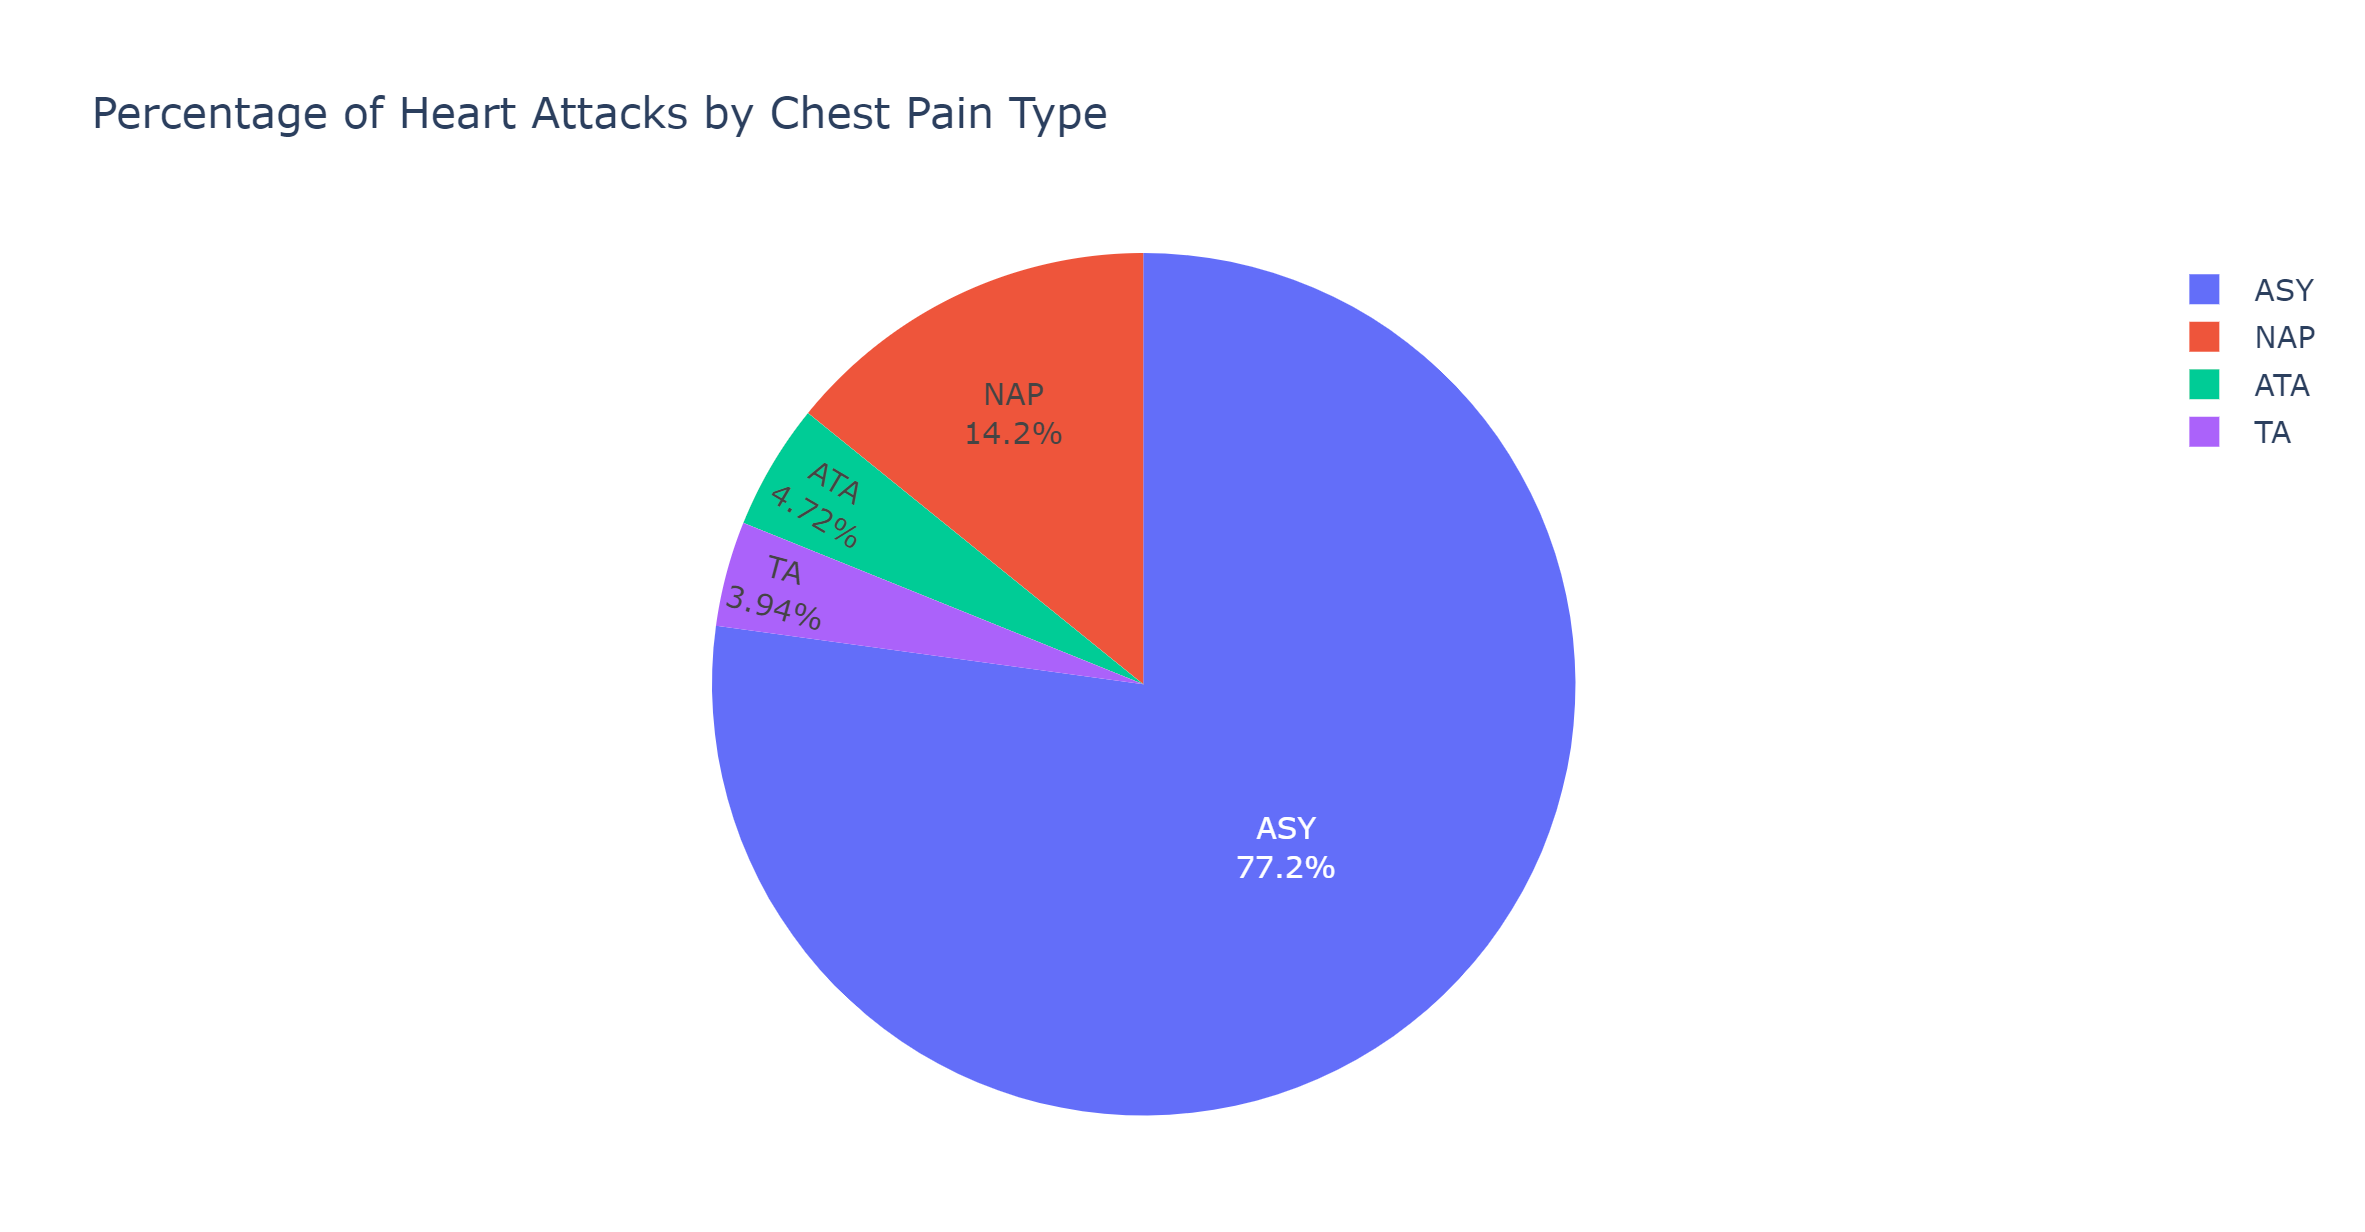 Percentage of Heart Attacks by Chest Pain Type
ASY
NAP
ATA
TA
NAP
14.2%
ATA
4.72%
TA
3.94%
ASY
77.2%